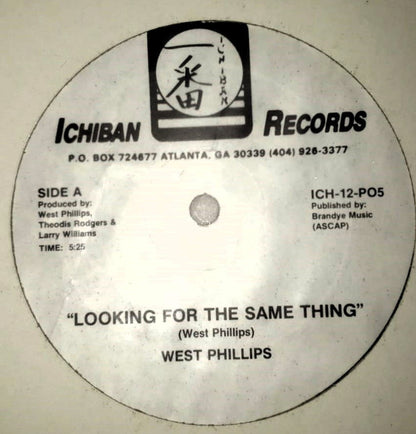 一番
ICHIBAN
ICHIBAN RECORDS
P.O. BOX 724677 ATLANTA, GA 30339 (404) 926-3377
SIDE A
Produced by:
West Phillips,
Theodis Rodgers &
Larry Williams
TIME: 5:25
ICH-12-PO5
Published by:
Brandye Music
(ASCAP)
"LOOKING FOR THE SAME THING"
(West Phillips)
WEST PHILLIPS